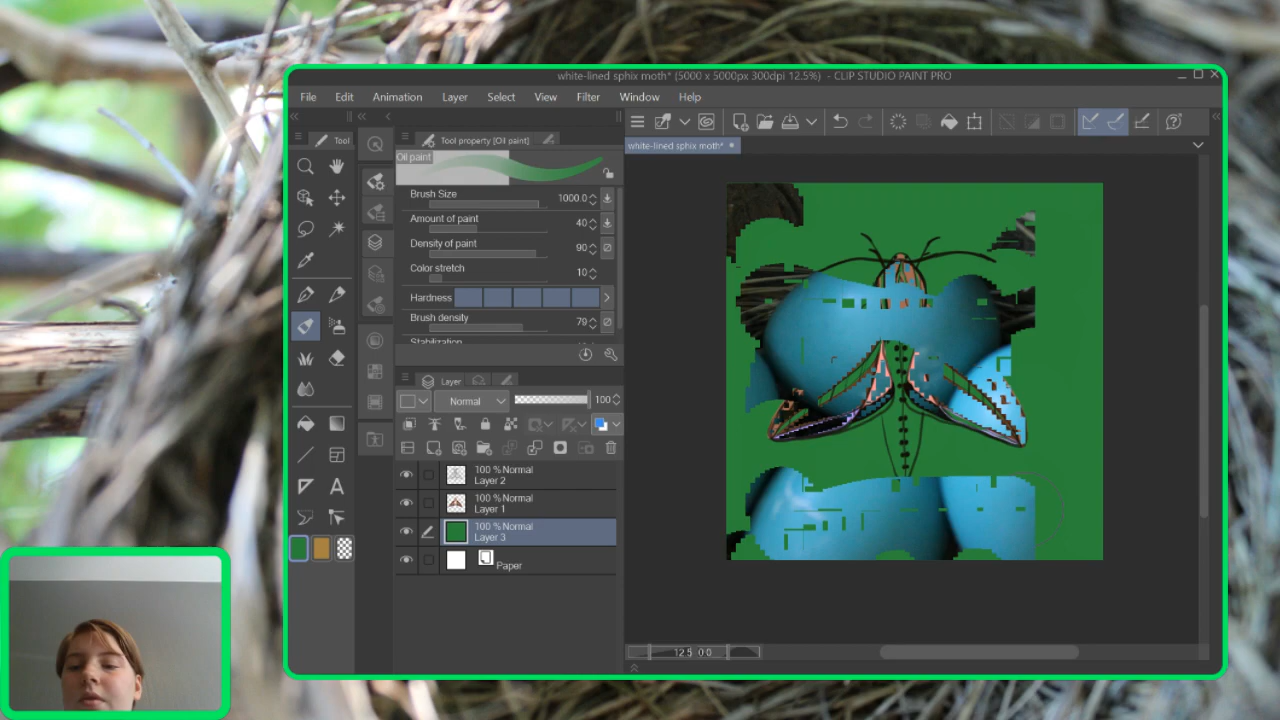 white-lined sphix moth* (5000 x 5000px 300dpi 12.5%) - CLIP STUDIO PAINT PRO
File Edit Animation Layer Select View Filter Window Help
Tool
Tool property [Oil paint]
white-lined sphix moth*
Oil paint
Brush Size 1000.0
Amount of paint 40
Density of paint 90
Color stretch 10
Hardness
Brush density 79
Stabilization
Layer
Normal 100
100 % Normal
Layer 2
100 % Normal
Layer 1
100 % Normal
Layer 3
Paper
A
12.5 0.0